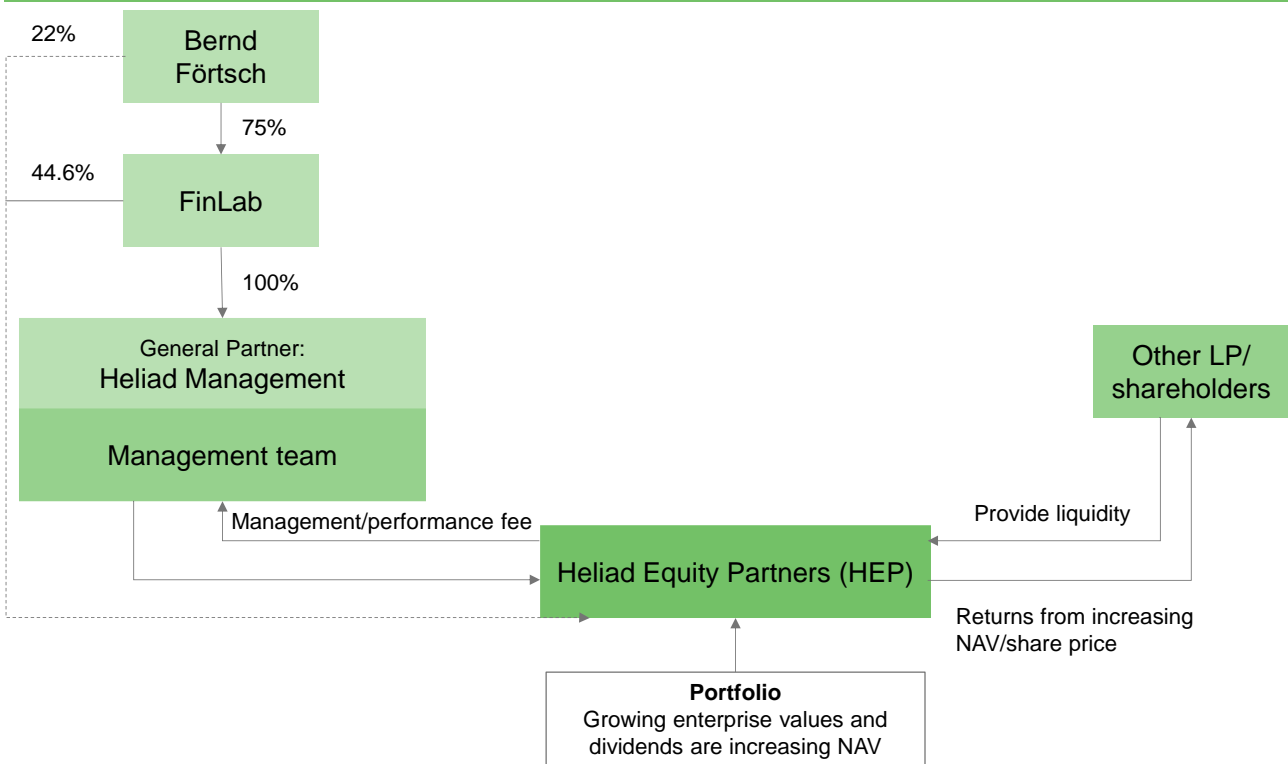 22%
Bernd
Förtsch
75%
44.6%
FinLab
100%
General Partner:
Heliad Management
Management team
Other LP/
shareholders
Management/performance fee
Provide liquidity
Heliad Equity Partners (HEP)
Returns from increasing
NAV/share price
Portfolio
Growing enterprise values and
dividends are increasing NAV